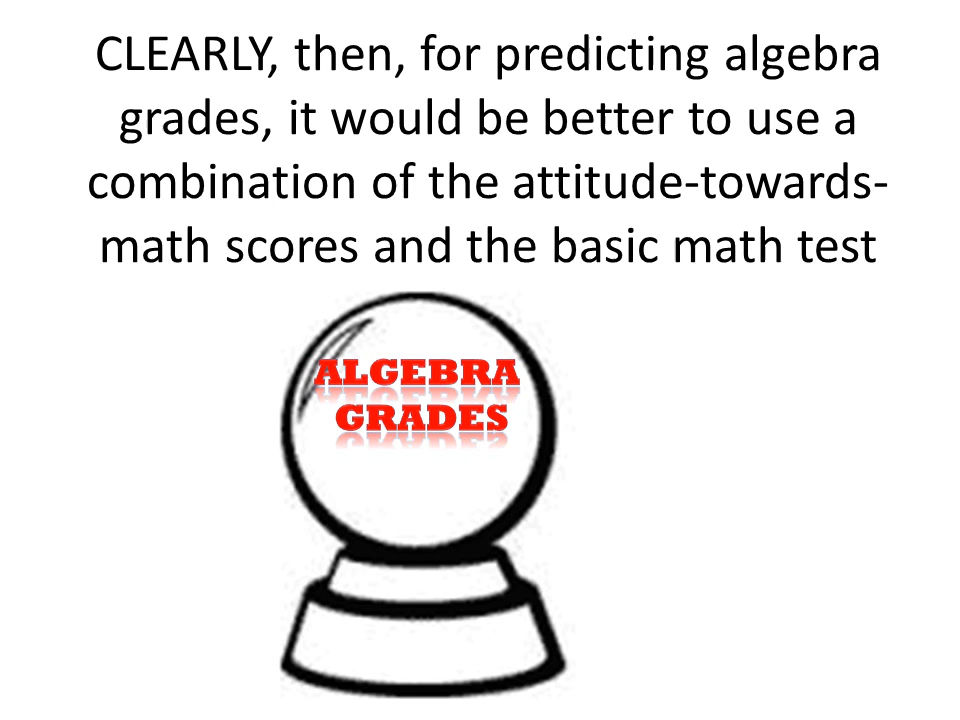 CLEARLY, then, for predicting algebra
grades, it would be better to use a
combination of the attitude-towards-
math scores and the basic math test
ALGEBRA
GRADES